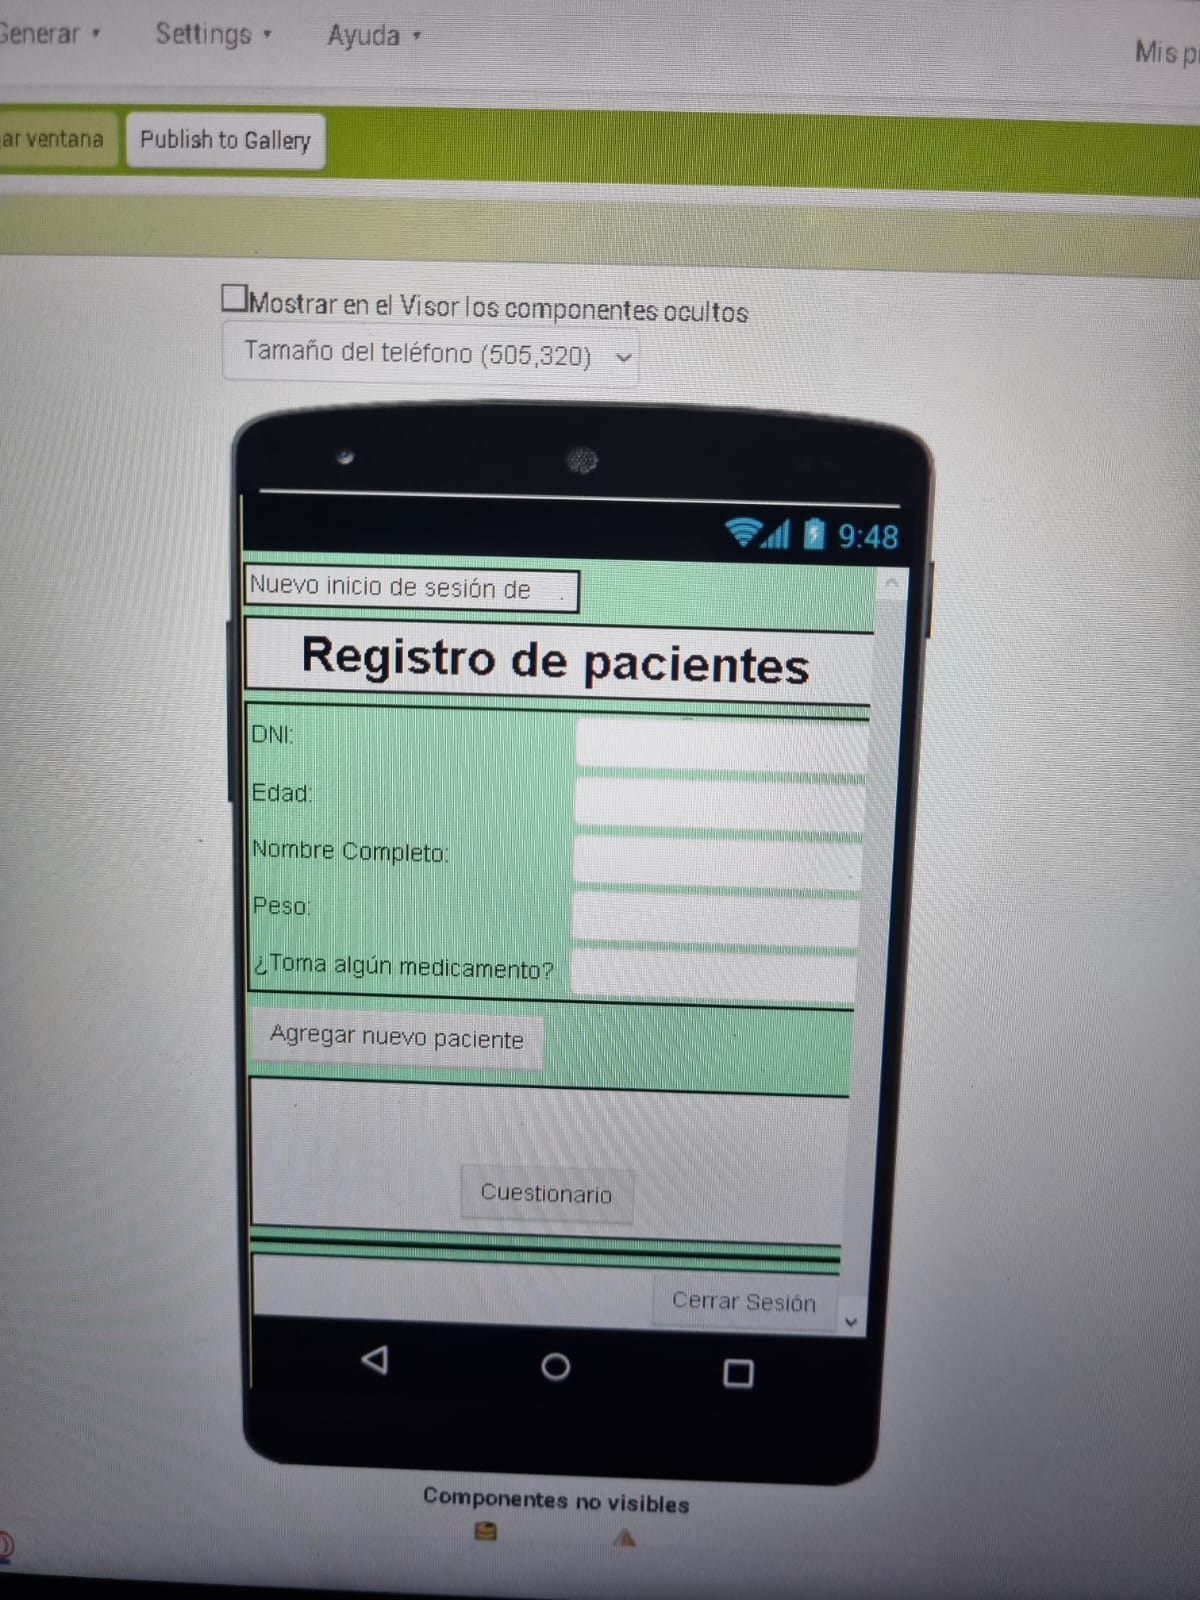 Generar
Settings
Ayuda
Mis
ar ventana
Publish to Gallery
Mostrar en el Visor los componentes ocultos
Tamaño del teléfono (505,320)
9:48
Nuevo inicio de sesión de
Registro de pacientes
DNI:
Edad:
Nombre Completo:
Peso:
¿Toma algún medicamento?
Agregar nuevo paciente
Cuestionario
Cerrar Sesión
Componentes no visibles